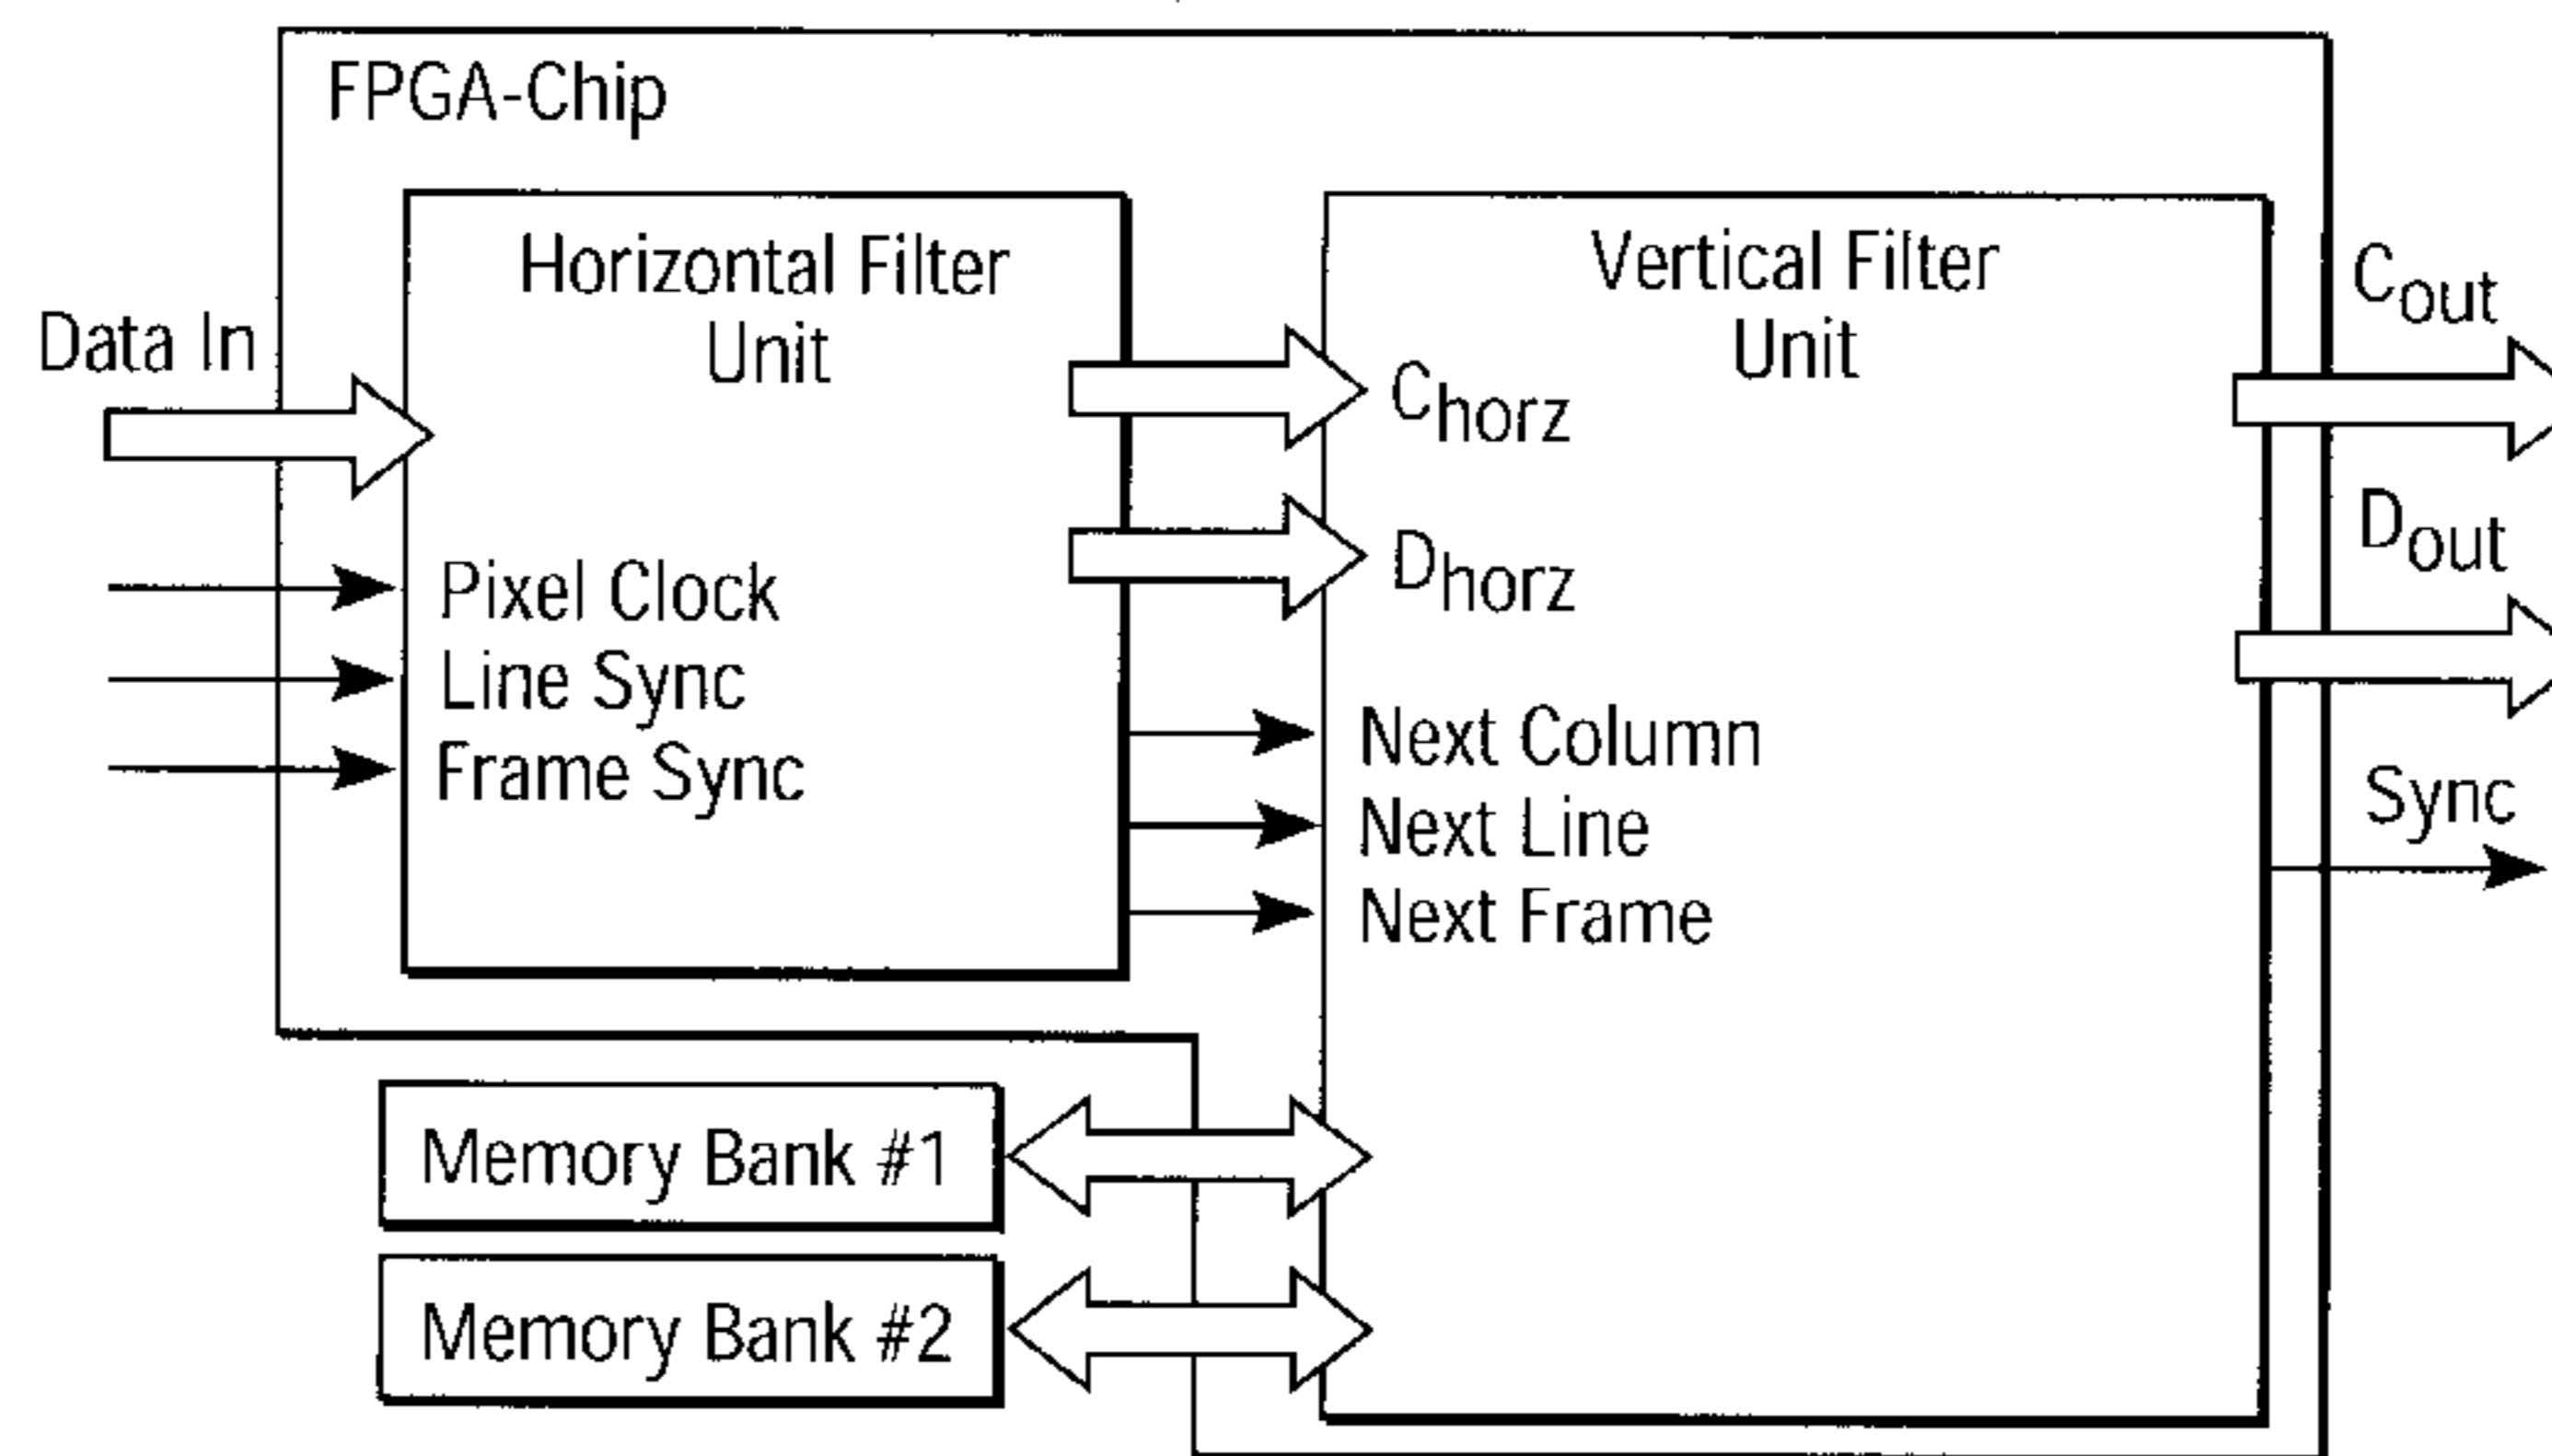 FPGA-Chip
Data In
Horizontal Filter
Unit
Pixel Clock
Line Sync
Frame Sync
Vertical Filter
Unit
Chorz
Dhorz
Next Column
Next Line
Next Frame
Cout
Dout
Sync
Memory Bank #1
Memory Bank #2